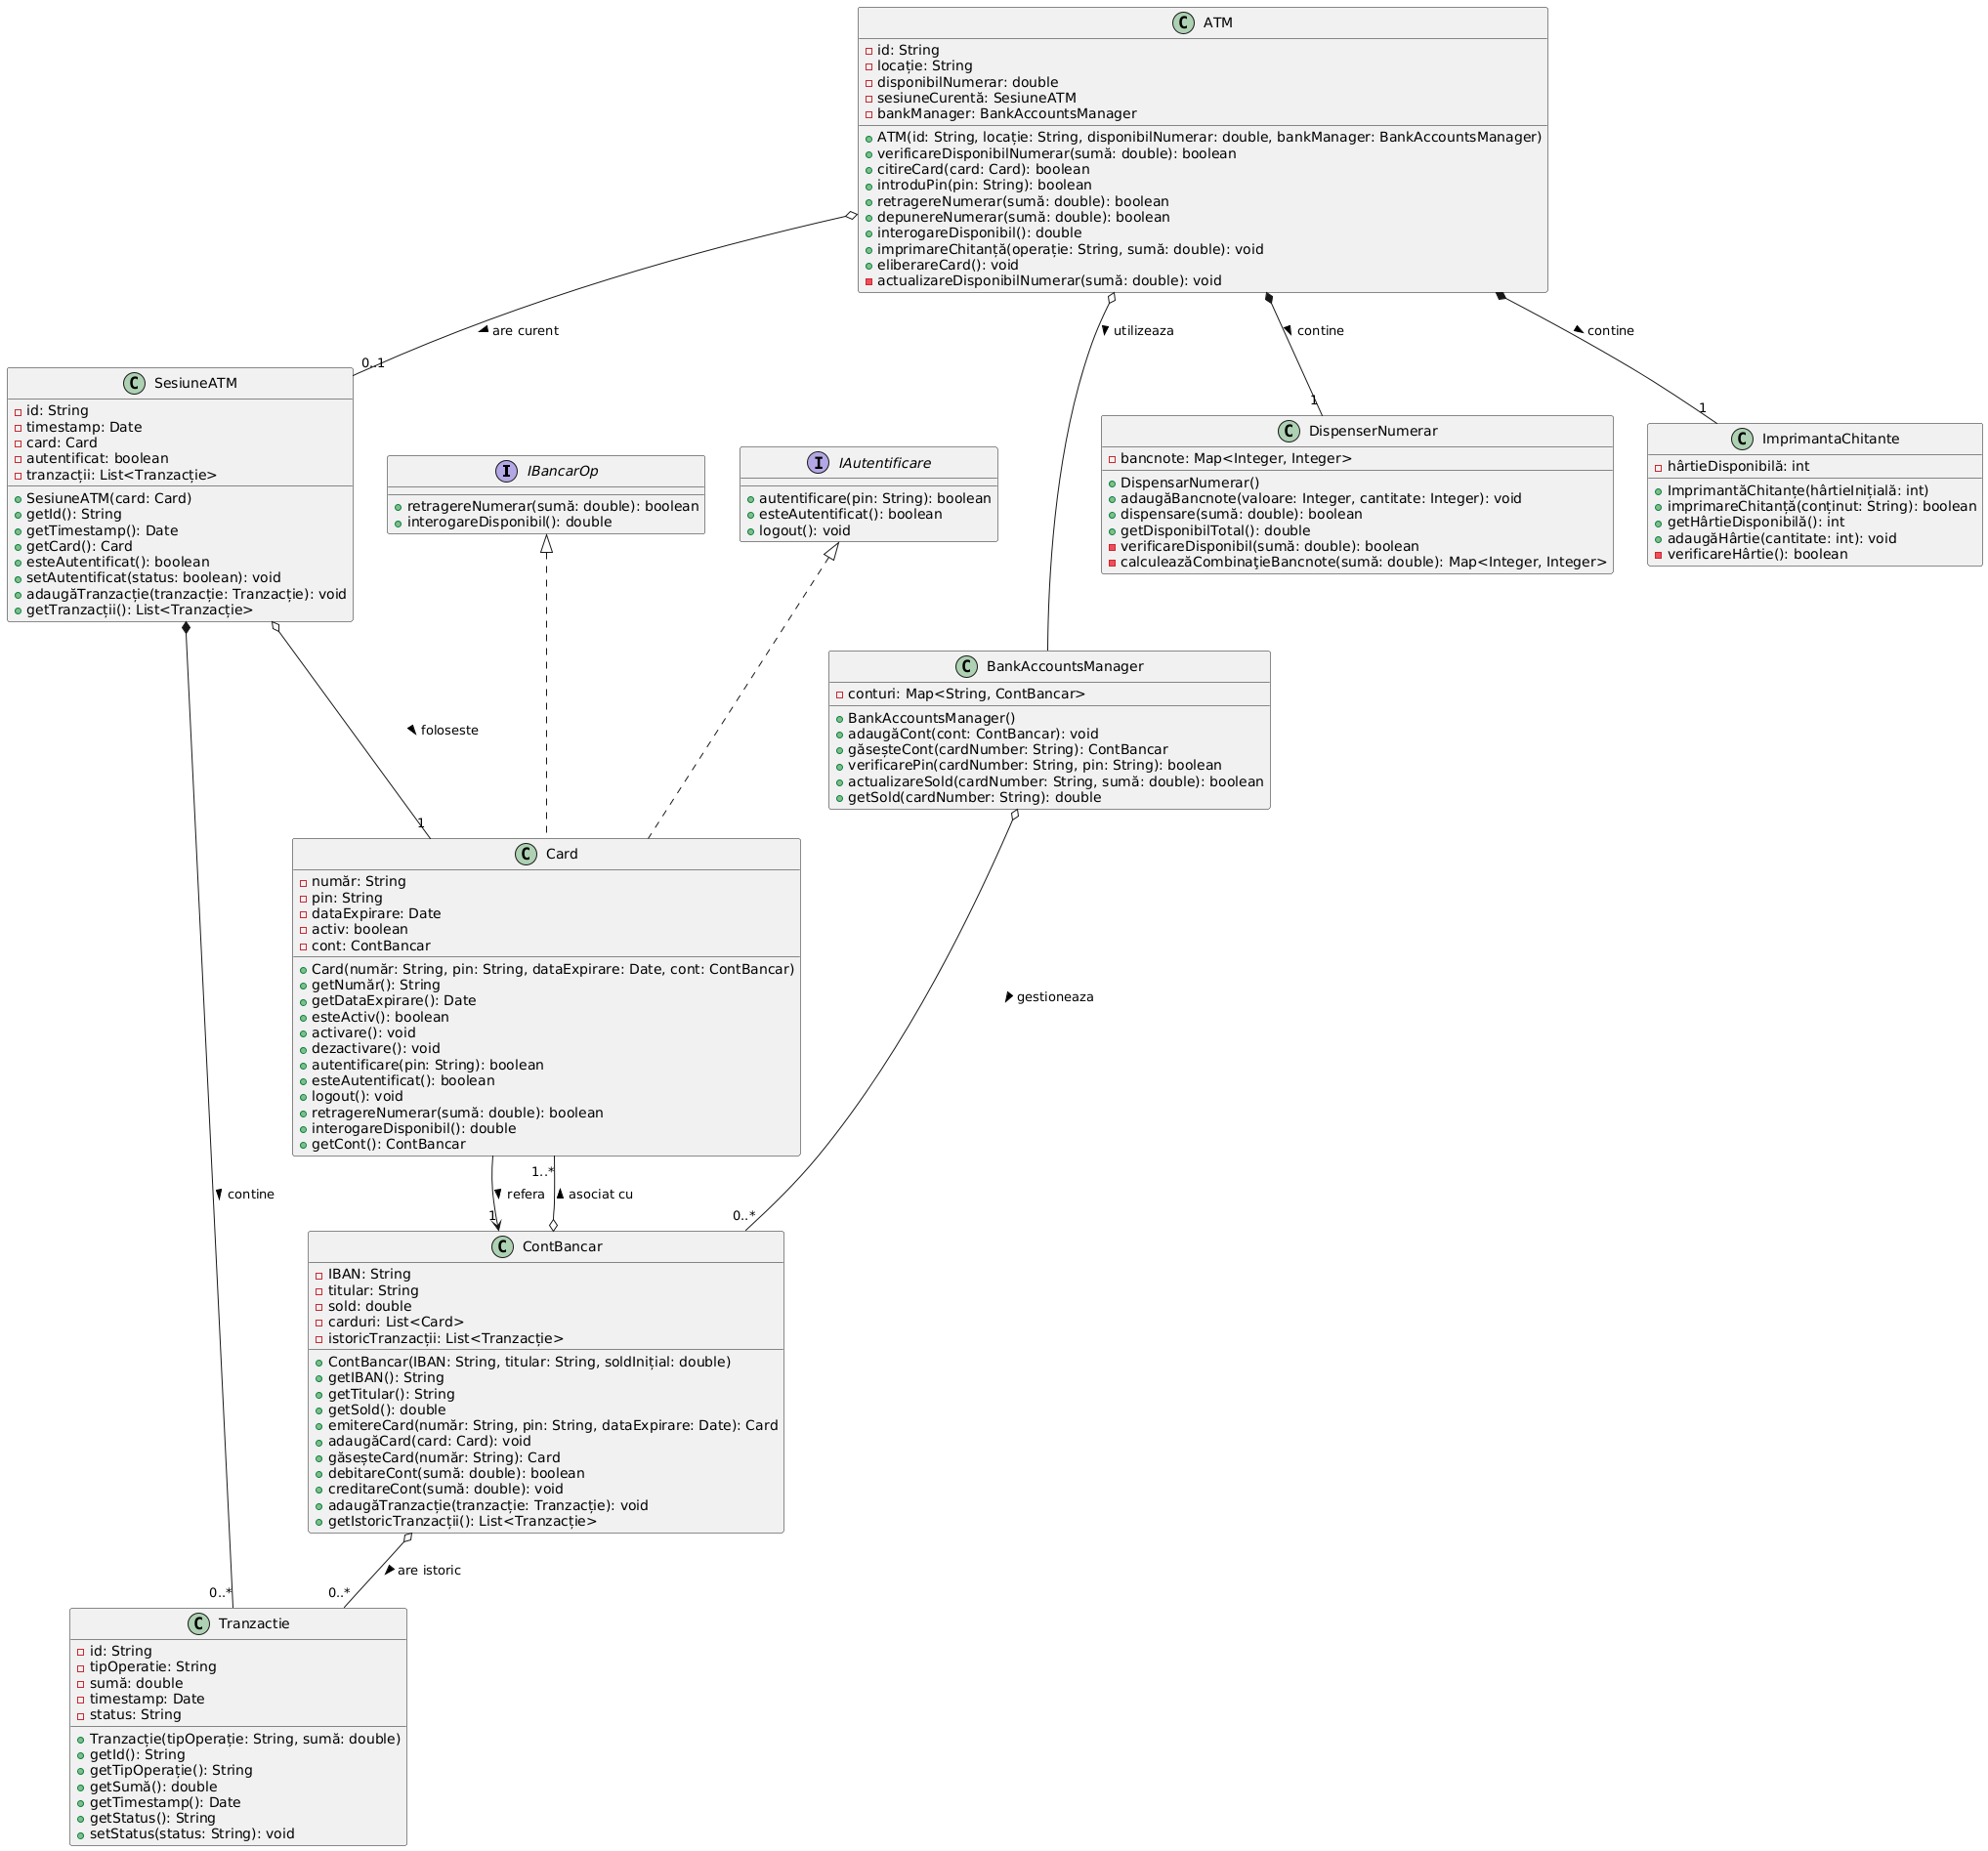 ATM
id: String
locație: String
disponibilNumerar: double
sesiuneCurentă: SesiuneATM
bankManager: BankAccountsManager
ATM(id: String, locație: String, disponibilNumerar: double, bankManager: BankAccountsManager)
verificareDisponibilNumerar(sumă: double): boolean
citireCard(card: Card): boolean
introduPin(pin: String): boolean
retragereNumerar(sumă: double): boolean
depunereNumerar(sumă: double): boolean
interogareDisponibil(): double
imprimareChitanță(operație: String, sumă: double): void
eliberareCard(): void
actualizareDisponibilNumerar(sumă: double): void
are curent
0..1
utilizeaza
contine
1
contine
1
SesiuneATM
id: String
timestamp: Date
card: Card
autentificat: boolean
tranzacții: List<Tranzacție>
SesiuneATM(card: Card)
getId(): String
getTimestamp(): Date
getCard(): Card
esteAutentificat(): boolean
setAutentificat(status: boolean): void
adaugăTranzacție(tranzacție: Tranzacție): void
getTranzacții(): List<Tranzacție>
IBancarOp
retragereNumerar(sumă: double): boolean
interogareDisponibil(): double
IAutentificare
autentificare(pin: String): boolean
esteAutentificat(): boolean
logout(): void
DispenserNumerar
bancnote: Map<Integer, Integer>
DispensarNumerar()
adaugăBancnote(valoare: Integer, cantitate: Integer): void
dispensare(sumă: double): boolean
getDisponibilTotal(): double
verificareDisponibil(sumă: double): boolean
calculeazăCombinaţieBancnote(sumă: double): Map<Integer, Integer>
ImprimantaChitante
hârtieDisponibilă: int
ImprimantăChitanțe(hârtieInițială: int)
imprimareChitanță(conținut: String): boolean
getHârtieDisponibilă(): int
adaugăHârtie(cantitate: int): void
verificareHârtie(): boolean
foloseste
1
BankAccountsManager
conturi: Map<String, ContBancar>
BankAccountsManager()
adaugăCont(cont: ContBancar): void
găsește​Cont(cardNumber: String): ContBancar
verificarePin(cardNumber: String, pin: String): boolean
actualizareSold(cardNumber: String, sumă: double): boolean
getSold(cardNumber: String): double
Card
număr: String
pin: String
dataExpirare: Date
activ: boolean
cont: ContBancar
Card(număr: String, pin: String, dataExpirare: Date, cont: ContBancar)
getNumăr(): String
getDataExpirare(): Date
esteActiv(): boolean
activare(): void
dezactivare(): void
autentificare(pin: String): boolean
esteAutentificat(): boolean
logout(): void
retragereNumerar(sumă: double): boolean
interogareDisponibil(): double
getCont(): ContBancar
gestioneaza
0..*
contine
0..*
refera
1
1..*
asociat cu
ContBancar
IBAN: String
titular: String
sold: double
carduri: List<Card>
istoricTranzacții: List<Tranzacție>
ContBancar(IBAN: String, titular: String, soldInițial: double)
getIBAN(): String
getTitular(): String
getSold(): double
emitereCard(număr: String, pin: String, dataExpirare: Date): Card
adaugăCard(card: Card): void
găseșteCard(număr: String): Card
debitareCont(sumă: double): boolean
creditareCont(sumă: double): void
adaugăTranzacție(tranzacție: Tranzacție): void
getIstoricTranzacții(): List<Tranzacție>
are istoric
0..*
Tranzactie
id: String
tipOperatie: String
sumă: double
timestamp: Date
status: String
Tranzacție(tipOperație: String, sumă: double)
getId(): String
getTipOperație(): String
getSumă(): double
getTimestamp(): Date
getStatus(): String
setStatus(status: String): void